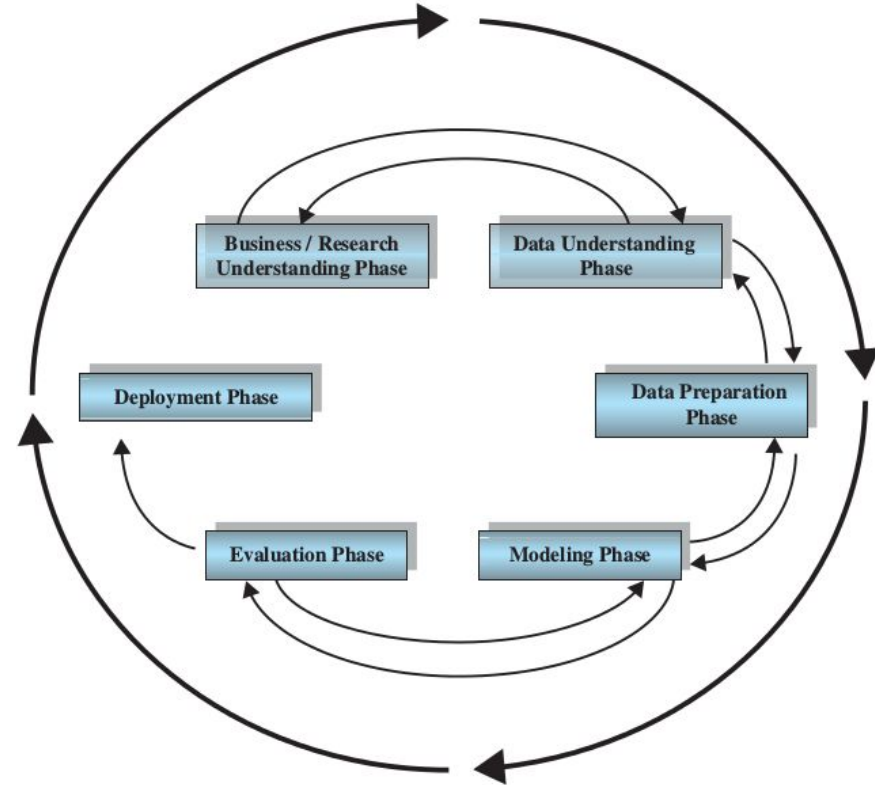 Business / Research
Understanding Phase
Data Understanding
Phase
Deployment Phase
Data Preparation
Phase
Evaluation Phase
Modeling Phase